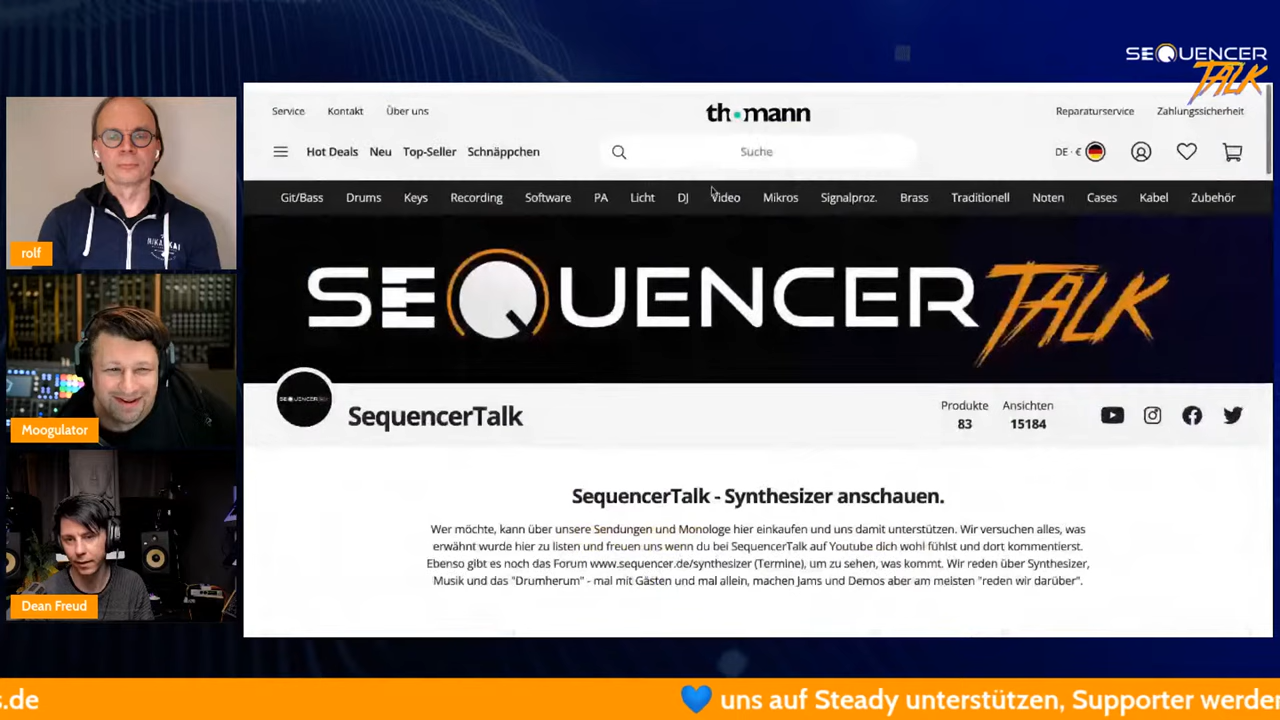 SEQUENCER
TALK
Service Kontakt Über uns
th•mann
Reparaturservice Zahlungssicherheit
Hot Deals Neu Top-Seller Schnäppchen
Suche
DE · €
Git/Bass Drums Keys Recording Software PA Licht DJ Video Mikros Signalproz. Brass Traditionell Noten Cases Kabel Zubehör
SEQUENCER TALK
rolf
Moogulator
Dean Freud
SequencerTalk
Produkte
83
Ansichten
15184
SequencerTalk - Synthesizer anschauen.
Wer möchte, kann über unsere Sendungen und Monologe hier einkaufen und uns damit unterstützen. Wir versuchen alles, was
erwähnt wurde hier zu listen und freuen uns wenn du bei SequencerTalk auf Youtube dich wohl fühlst und dort kommentierst.
Ebenso gibt es noch das Forum www.sequencer.de/synthesizer (Termine), um zu sehen, was kommt. Wir reden über Synthesizer,
Musik und das "Drumherum" - mal mit Gästen und mal allein, machen Jams und Demos aber am meisten "reden wir darüber".
s.de 💙 uns auf Steady unterstützen, Supporter werden